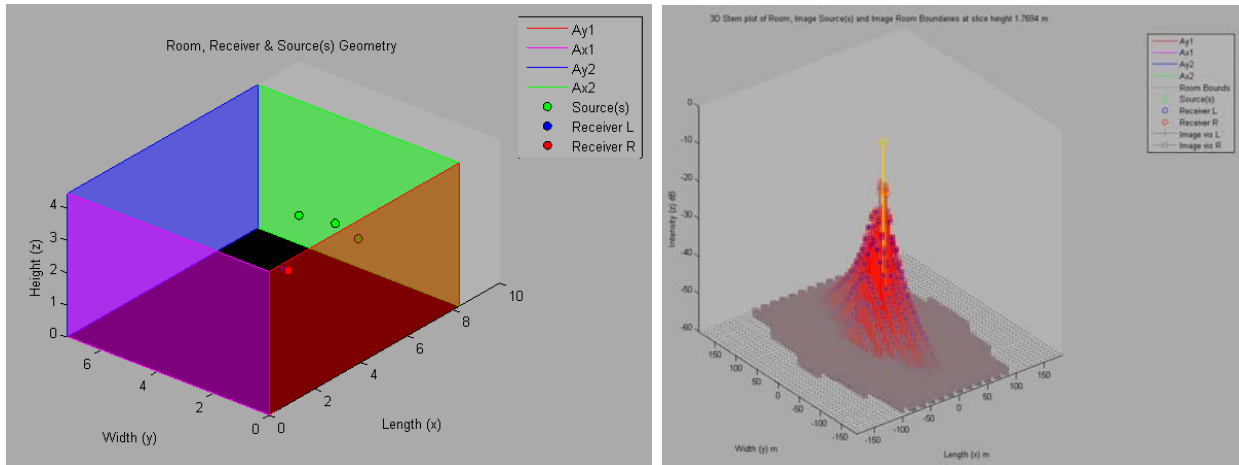 Room, Receiver & Source(s) Geometry
Ay1
Ax1
Ay2
Ax2
Source(s)
Receiver L
Receiver R
Height (z)
4
3
2
1
0
6
4
2
0
Width (y)
0
2
4
6
8
10
Length (x)
3D Stem plot of Room, Image Source(s) and Image Room Boundaries at slice height 1.7694 m
Ay1
Ax1
Ay2
Ax2
Room Bounds
Source(s)
Receiver L
Receiver R
Image vis L
Image vis R
Intensity (z) dB
0
-10
-20
-30
-40
-50
-60
150
100
50
0
-50
-100
-150
Width (y) m
-150
-100
-50
0
50
100
150
Length (x) m